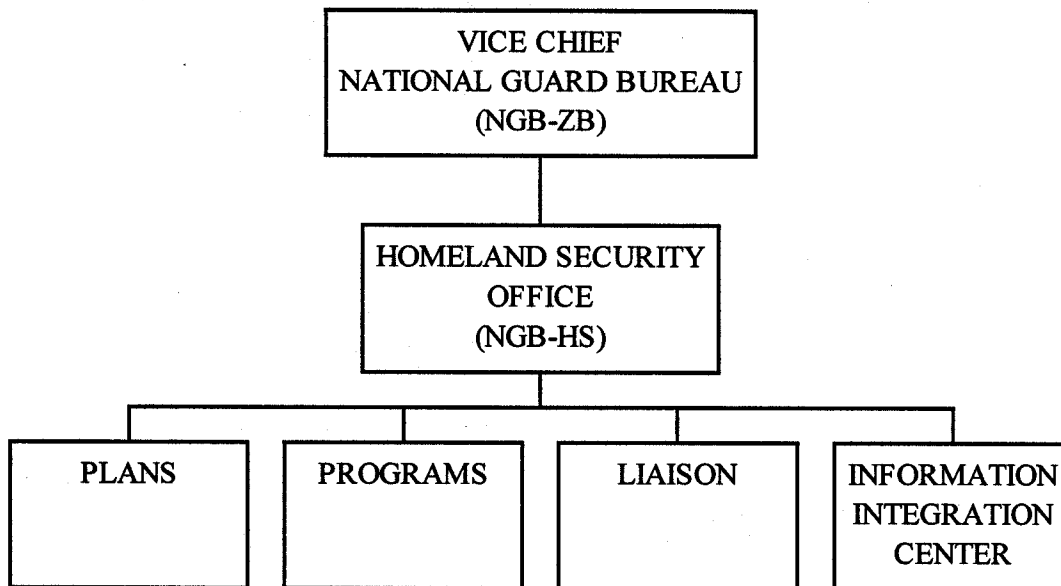 VICE CHIEF
NATIONAL GUARD BUREAU
(NGB-ZB)
HOMELAND SECURITY
OFFICE
(NGB-HS)
PLANS
PROGRAMS
LIAISON
INFORMATION
INTEGRATION
CENTER